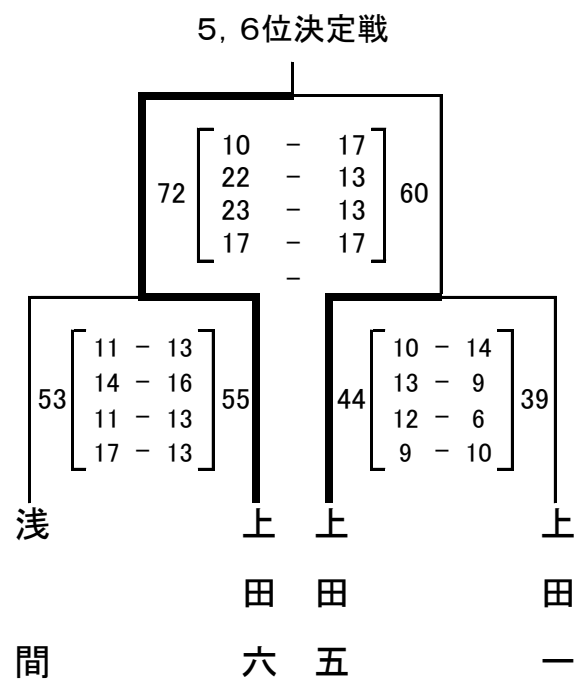 ５，６位決定戦
72 10 - 17 60
22 - 13
23 - 13
17 - 17
-
53 11 - 13 55
14 - 16
11 - 13
17 - 13
44 10 - 14 39
13 - 9
12 - 6
9 - 10
浅間
上田六
上田五
上田一